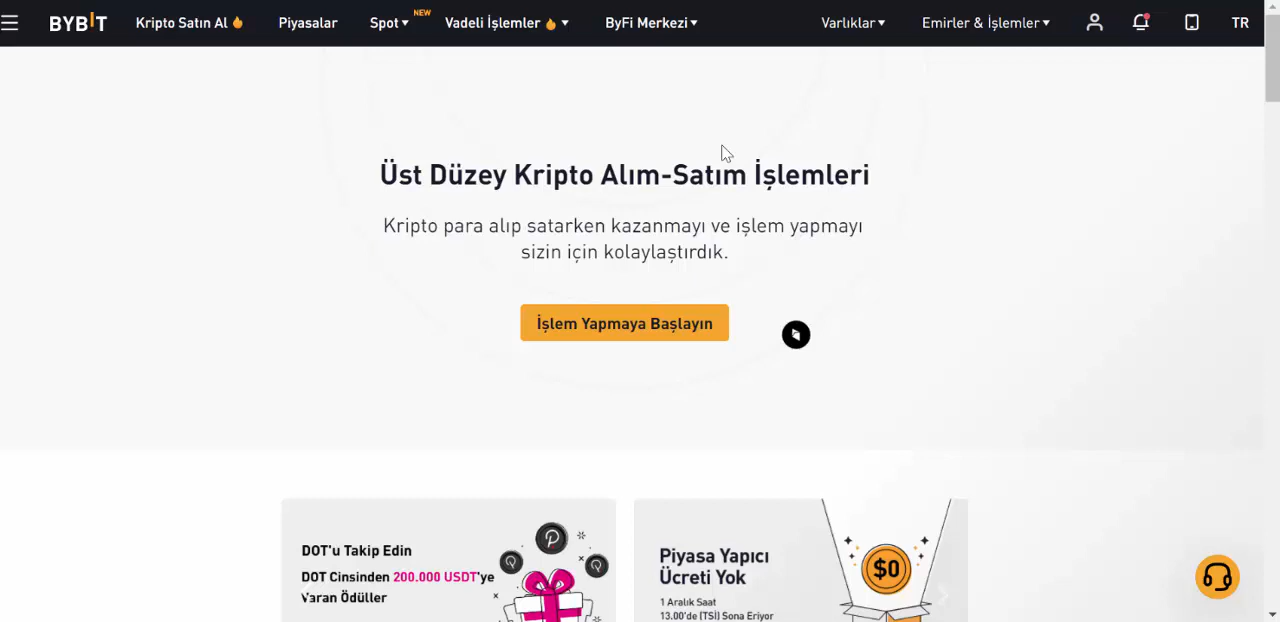 BYBIT
Kripto Satın Al
Piyasalar
Spot
NEW
Vadeli İşlemler
ByFi Merkezi
Varlıklar
Emirler & İşlemler
TR
Üst Düzey Kripto Alım-Satım İşlemleri
Kripto para alıp satarken kazanmayı ve işlem yapmayı
sizin için kolaylaştırdık.
İşlem Yapmaya Başlayın
DOT'u Takip Edin
DOT Cinsinden 200.000 USDT'ye
Varan Ödüller
Piyasa Yapıcı
Ücreti Yok
1 Aralık Saat
13.00'de (TSİ) Sona Eriyor
$0